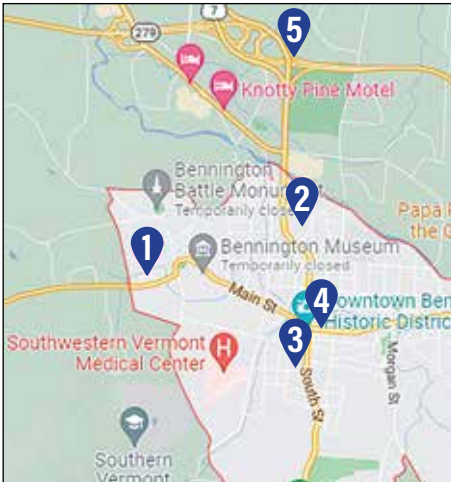 5
7
279
Knotty Pine Motel
Bennington
Battle Monument
Temporarily closed
2
Papa
the G
1
Bennington Museum
Temporarily closed
Main St
4
Downtown Ben
Historic District
3
Southwestern Vermont
Medical Center
H
South St
Morgan St
Southern
Vermont